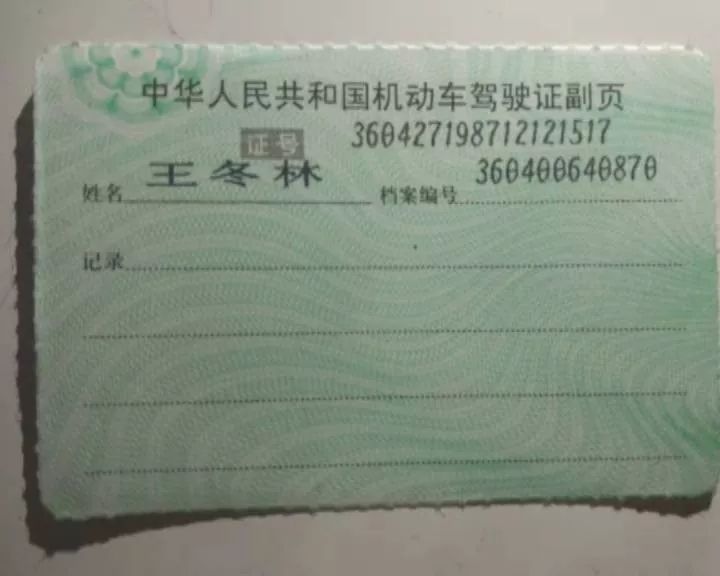 中华人民共和国机动车驾驶证副页
证号 360427198712121517
姓名 王冬林 档案编号 360400640870
记录